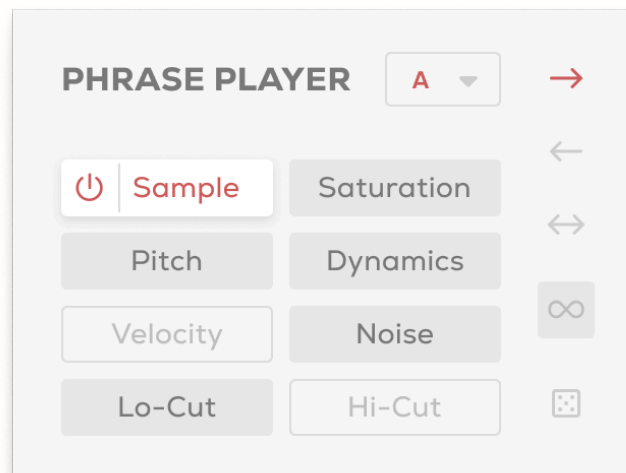 PHRASE PLAYER A
Sample Saturation
Pitch Dynamics
Velocity Noise
Lo-Cut Hi-Cut